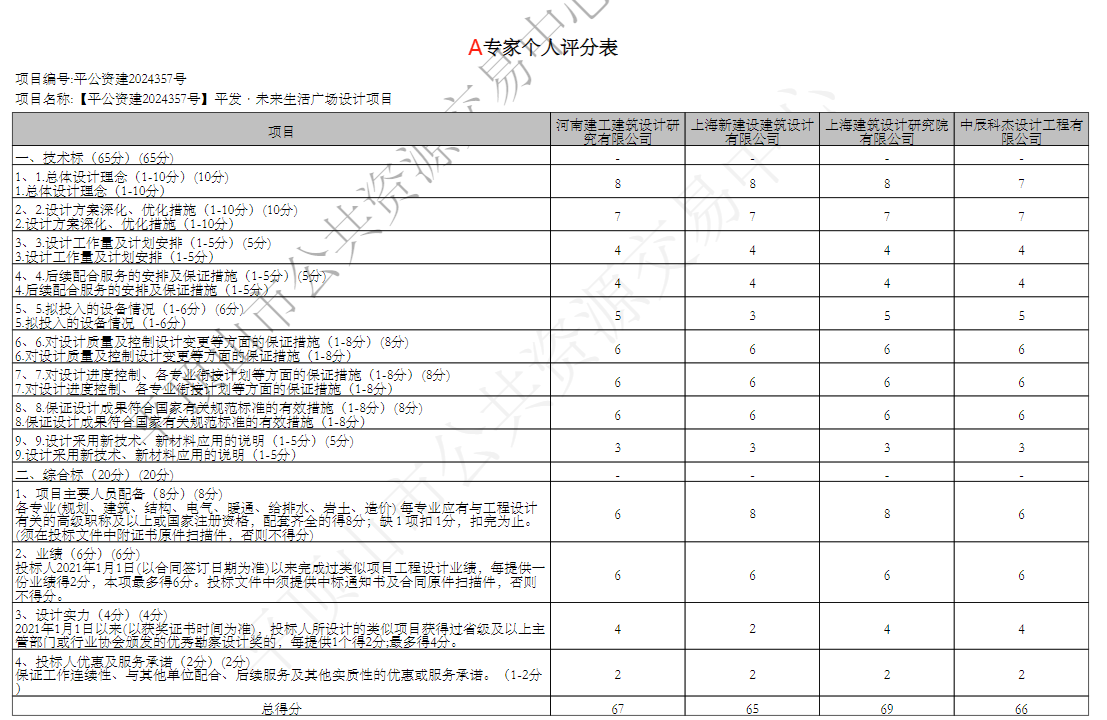 A专家个人评分表
项目编号:平公资建2024357号
项目名称:【平公资建2024357号】平发·未来生活广场设计项目
项目 河南建工建筑设计研究有限公司 上海新建设建筑设计有限公司 上海建筑设计研究院有限公司 中辰科杰设计工程有限公司
一、技术标（65分）(65分) - - - -
1、1.总体设计理念（1-10分）(10分)
1.总体设计理念（1-10分） 8 8 8 7
2、2.设计方案深化、优化措施（1-10分）(10分)
2.设计方案深化、优化措施（1-10分） 7 7 7 7
3、3.设计工作量及计划安排（1-5分）(5分)
3.设计工作量及计划安排（1-5分） 4 4 4 4
4、4.后续配合服务的安排及保证措施（1-5分）(5分)
4.后续配合服务的安排及保证措施（1-5分） 4 4 4 4
5、5.拟投入的设备情况（1-6分）(6分)
5.拟投入的设备情况（1-6分） 5 3 5 5
6、6.对设计质量及控制设计变更等方面的保证措施（1-8分）(8分)
6.对设计质量及控制设计变更等方面的保证措施（1-8分） 6 6 6 6
7、7.对设计进度控制、各专业衔接计划等方面的保证措施（1-8分）(8分)
7.对设计进度控制、各专业衔接计划等方面的保证措施（1-8分） 6 6 6 6
8、8.保证设计成果符合国家有关规范标准的有效措施（1-8分）(8分)
8.保证设计成果符合国家有关规范标准的有效措施（1-8分） 6 6 6 6
9、9.设计采用新技术、新材料应用的说明（1-5分）(5分)
9.设计采用新技术、新材料应用的说明（1-5分） 3 3 3 3
二、综合标（20分）(20分) - - - -
1、项目主要人员配备（8分）(8分)
各专业(规划、建筑、结构、电气、暖通、给排水、岩土、造价) 每专业应有与工程设计
有关的高级职称及以上或国家注册资格，配套齐全的得8分；缺1项扣1分，扣完为止。
(须在投标文件中附证书原件扫描件，否则不得分) 6 8 8 6
2、业绩（6分）(6分)
投标人2021年1月1日(以合同签订日期为准)以来完成过类似项目工程设计业绩，每提供一
份业绩得2分，本项最多得6分。投标文件中须提供中标通知书及合同原件扫描件，否则
不得分。 6 6 6 6
3、设计实力（4分）(4分)
2021年1月1日以来(以获奖证书时间为准)，投标人所设计的类似项目获得过省级及以上主
管部门或行业协会颁发的优秀勘察设计奖的，每提供1个得2分;最多得4分。 4 2 4 4
4、投标人优惠及服务承诺（2分）(2分)
保证工作连续性、与其他单位配合、后续服务及其他实质性的优惠或服务承诺。（1-2分
） 2 2 2 2
总得分 67 65 69 66
平顶山市公共资源交易中心
平顶山市公共资源交易中心